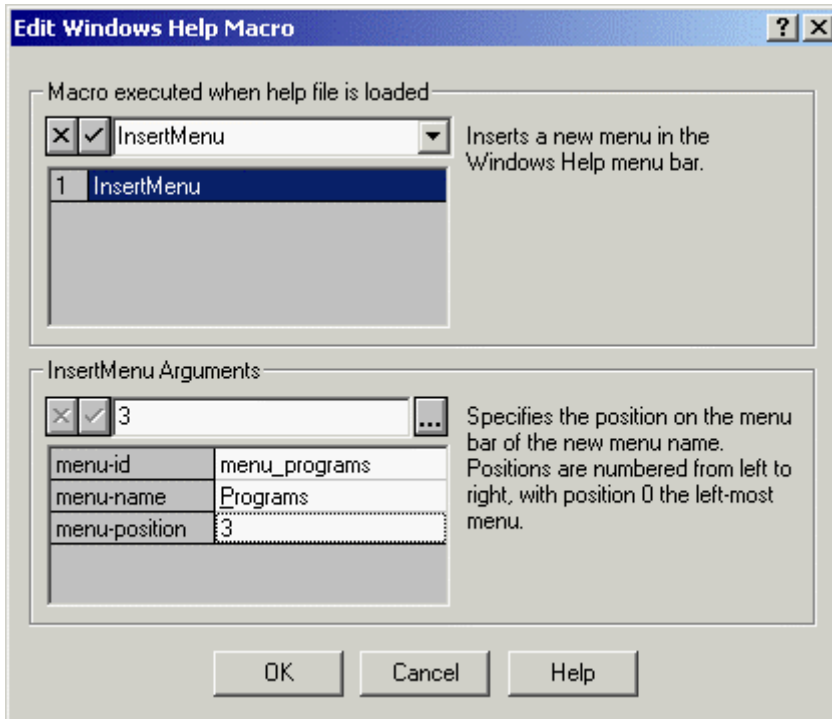 Edit Windows Help Macro
Macro executed when help file is loaded
InsertMenu
Inserts a new menu in the
Windows Help menu bar.
1 InsertMenu
InsertMenu Arguments
3 ...
Specifies the position on the menu
bar of the new menu name.
Positions are numbered from left to
right, with position 0 the left-most
menu.
menu-id menu_programs
menu-name Programs
menu-position 3
OK Cancel Help